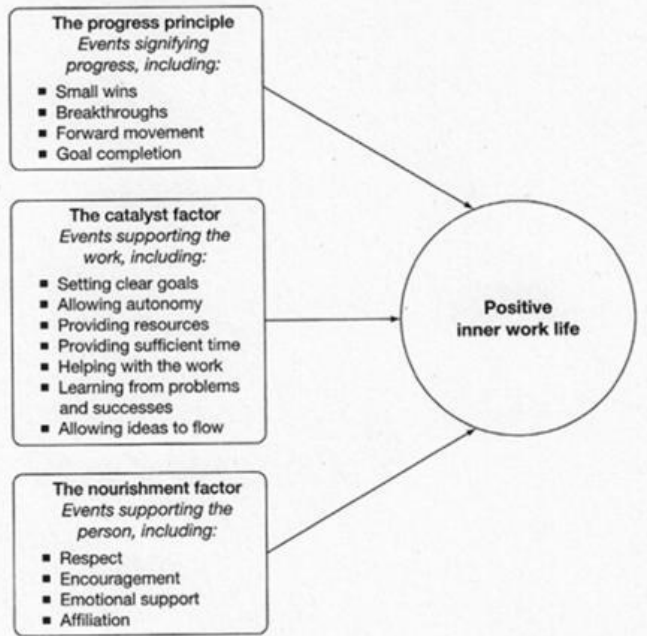 The progress principle
Events signifying
progress, including:
▪ Small wins
▪ Breakthroughs
▪ Forward movement
▪ Goal completion
The catalyst factor
Events supporting the
work, including:
▪ Setting clear goals
▪ Allowing autonomy
▪ Providing resources
▪ Providing sufficient time
▪ Helping with the work
▪ Learning from problems
and successes
▪ Allowing ideas to flow
The nourishment factor
Events supporting the
person, including:
▪ Respect
▪ Encouragement
▪ Emotional support
▪ Affiliation
Positive
inner work life